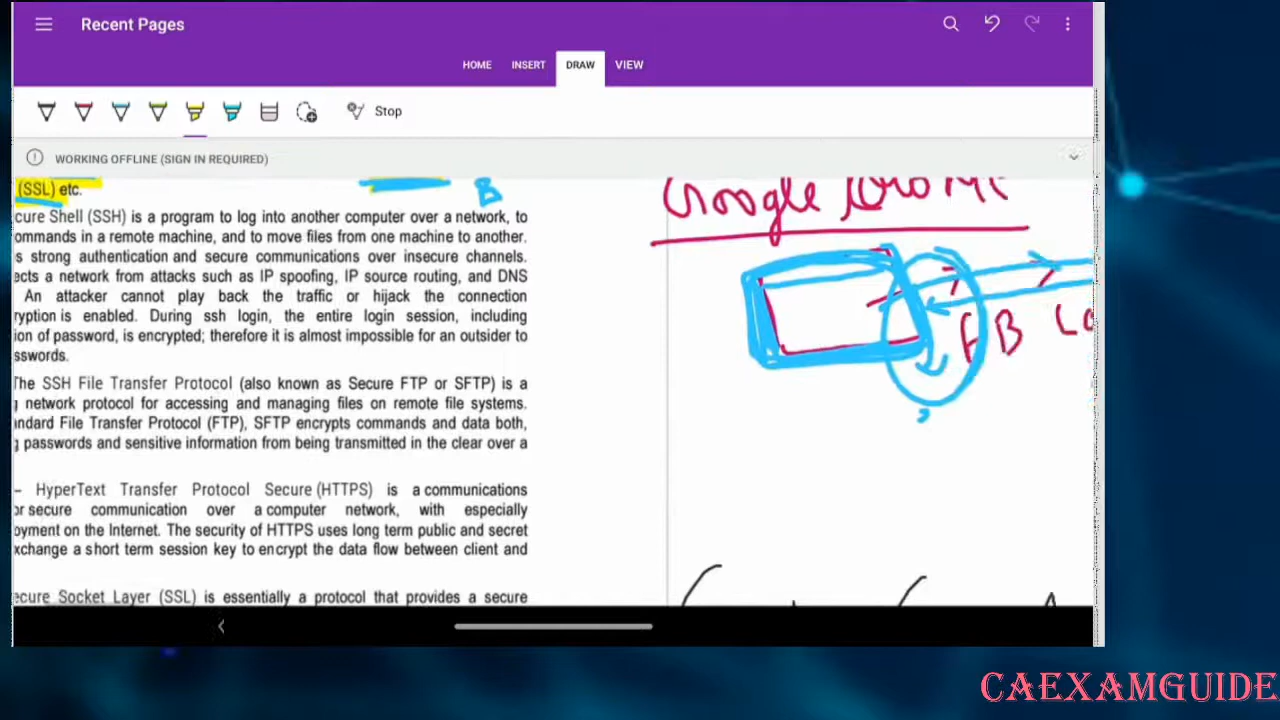 Recent Pages
HOME INSERT DRAW VIEW
Stop
WORKING OFFLINE (SIGN IN REQUIRED)
(SSL) etc.
B
cure Shell (SSH) is a program to log into another computer over a network, to
ommands in a remote machine, and to move files from one machine to another.
s strong authentication and secure communications over insecure channels.
ects a network from attacks such as IP spoofing, IP source routing, and DNS
An attacker cannot play back the traffic or hijack the connection
ryption is enabled. During ssh login, the entire login session, including
ion of password, is encrypted; therefore it is almost impossible for an outsider to
sswords.
The SSH File Transfer Protocol (also known as Secure FTP or SFTP) is a
g network protocol for accessing and managing files on remote file systems.
andard File Transfer Protocol (FTP), SFTP encrypts commands and data both,
g passwords and sensitive information from being transmitted in the clear over a
– HyperText Transfer Protocol Secure (HTTPS) is a communications
or secure communication over a computer network, with especially
oyment on the Internet. The security of HTTPS uses long term public and secret
xchange a short term session key to encrypt the data flow between client and
ecure Socket Layer (SSL) is essentially a protocol that provides a secure
Google
FB Lo
CAEXAMGUIDE